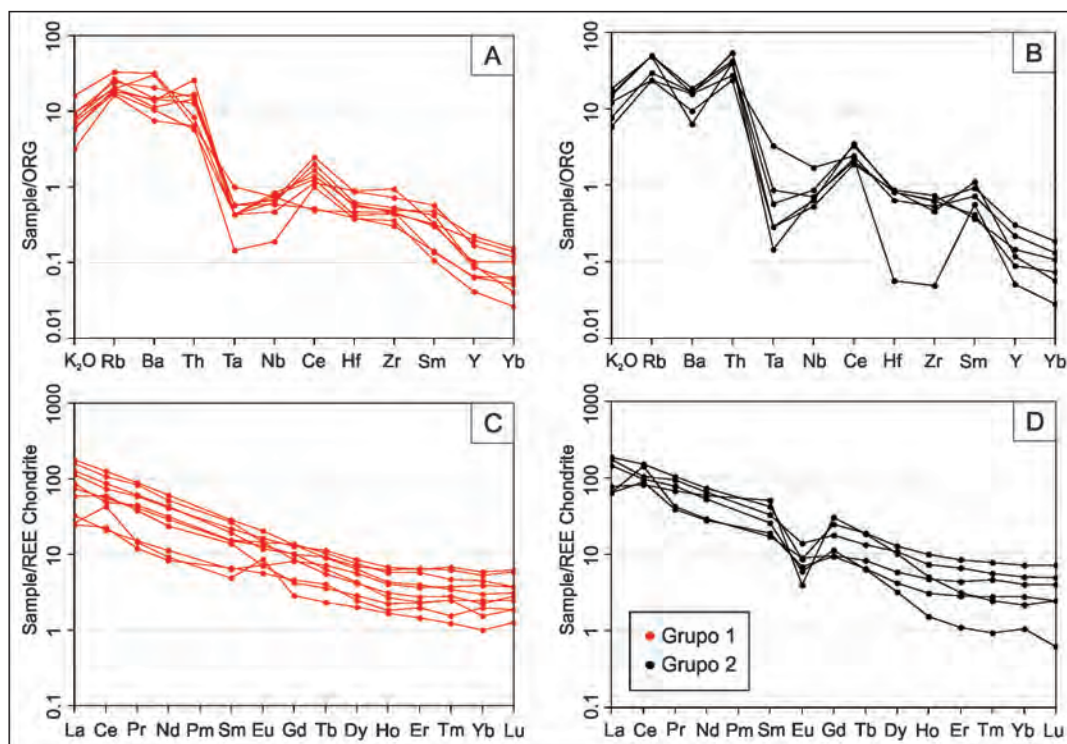 A
Sample/ORG
100
10
1
0.1
0.01
K₂O Rb Ba Th Ta Nb Ce Hf Zr Sm Y Yb
B
Sample/ORG
100
10
1
0.1
0.01
K₂O Rb Ba Th Ta Nb Ce Hf Zr Sm Y Yb
C
Sample/REE Chondrite
1000
100
10
1
0.1
La Ce Pr Nd Pm Sm Eu Gd Tb Dy Ho Er Tm Yb Lu
D
Sample/REE Chondrite
1000
100
10
1
0.1
La Ce Pr Nd Pm Sm Eu Gd Tb Dy Ho Er Tm Yb Lu
Grupo 1
Grupo 2